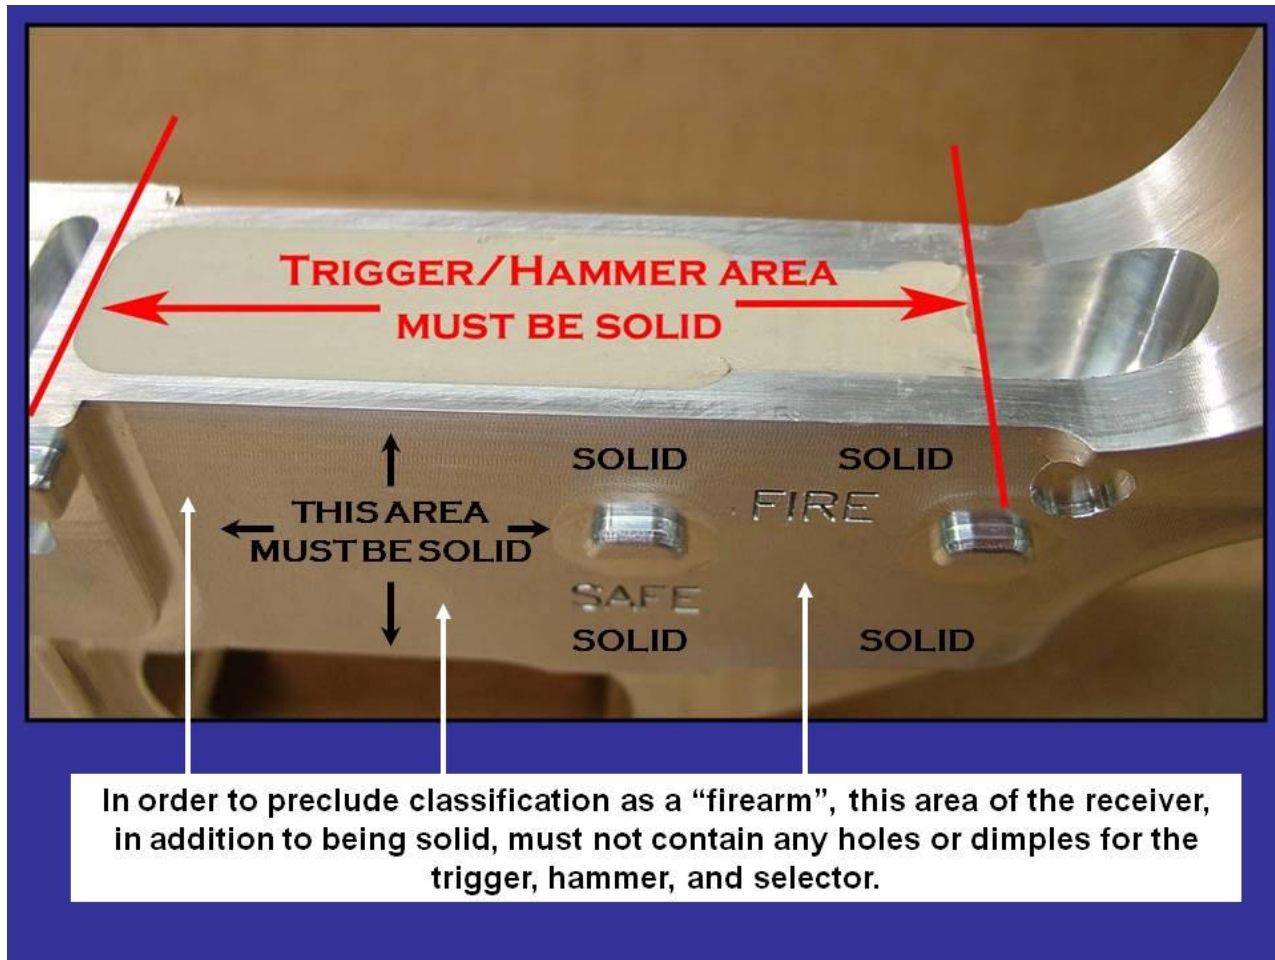 TRIGGER/HAMMER AREA
MUST BE SOLID
SOLID SOLID
FIRE
THIS AREA
MUST BE SOLID
SAFE
SOLID SOLID
In order to preclude classification as a “firearm”, this area of the receiver,
in addition to being solid, must not contain any holes or dimples for the
trigger, hammer, and selector.